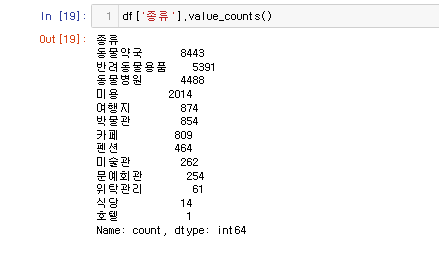 In [19]: 1 df['종류'].value_counts()
Out[19]: 종류
동물약국 8443
반려동물용품 5391
동물병원 4488
미용 2014
여행지 874
박물관 854
카페 809
펜션 464
미술관 262
문예회관 254
위탁관리 61
식당 14
호텔 1
Name: count, dtype: int64